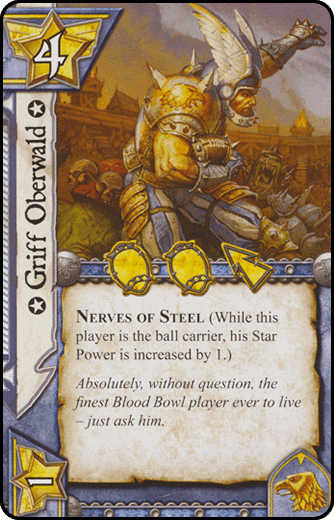 4
✪ Griff Oberwald ✪
NERVES OF STEEL (While this
player is the ball carrier, his Star
Power is increased by 1.)
Absolutely, without question, the
finest Blood Bowl player ever to live
– just ask him.
1